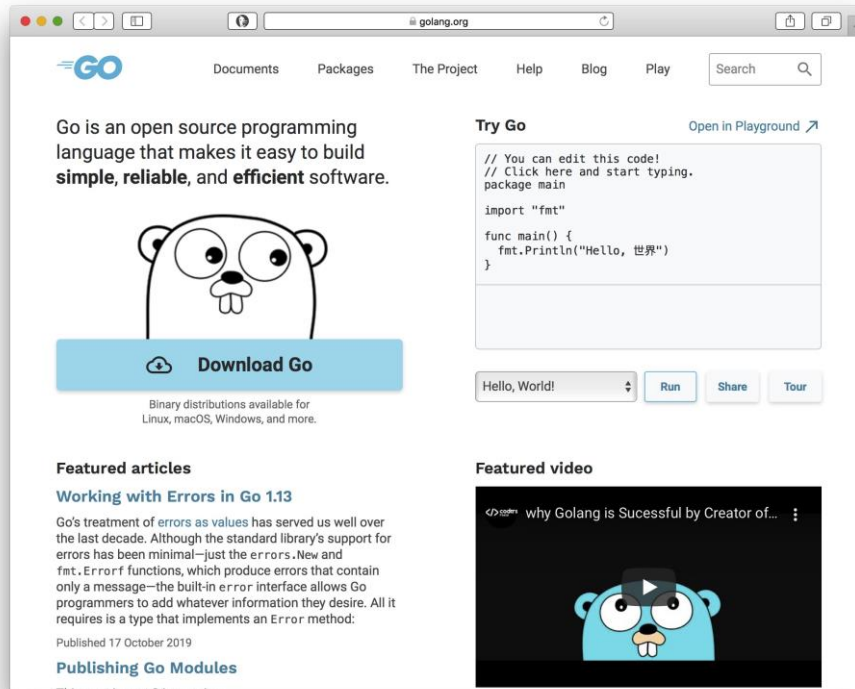 golang.org
GO
Documents Packages The Project Help Blog Play Search
Go is an open source programming
language that makes it easy to build
simple, reliable, and efficient software.
Download Go
Binary distributions available for
Linux, macOS, Windows, and more.
Try Go
Open in Playground
// You can edit this code!
// Click here and start typing.
package main
import "fmt"
func main() {
  fmt.Println("Hello, 世界")
}
Hello, World! Run Share Tour
Featured articles
Working with Errors in Go 1.13
Go's treatment of errors as values has served us well over
the last decade. Although the standard library's support for
errors has been minimal—just the errors.New and
fmt.Errorf functions, which produce errors that contain
only a message—the built-in error interface allows Go
programmers to add whatever information they desire. All it
requires is a type that implements an Error method:
Published 17 October 2019
Publishing Go Modules
Featured video
why Golang is Sucessful by Creator of...